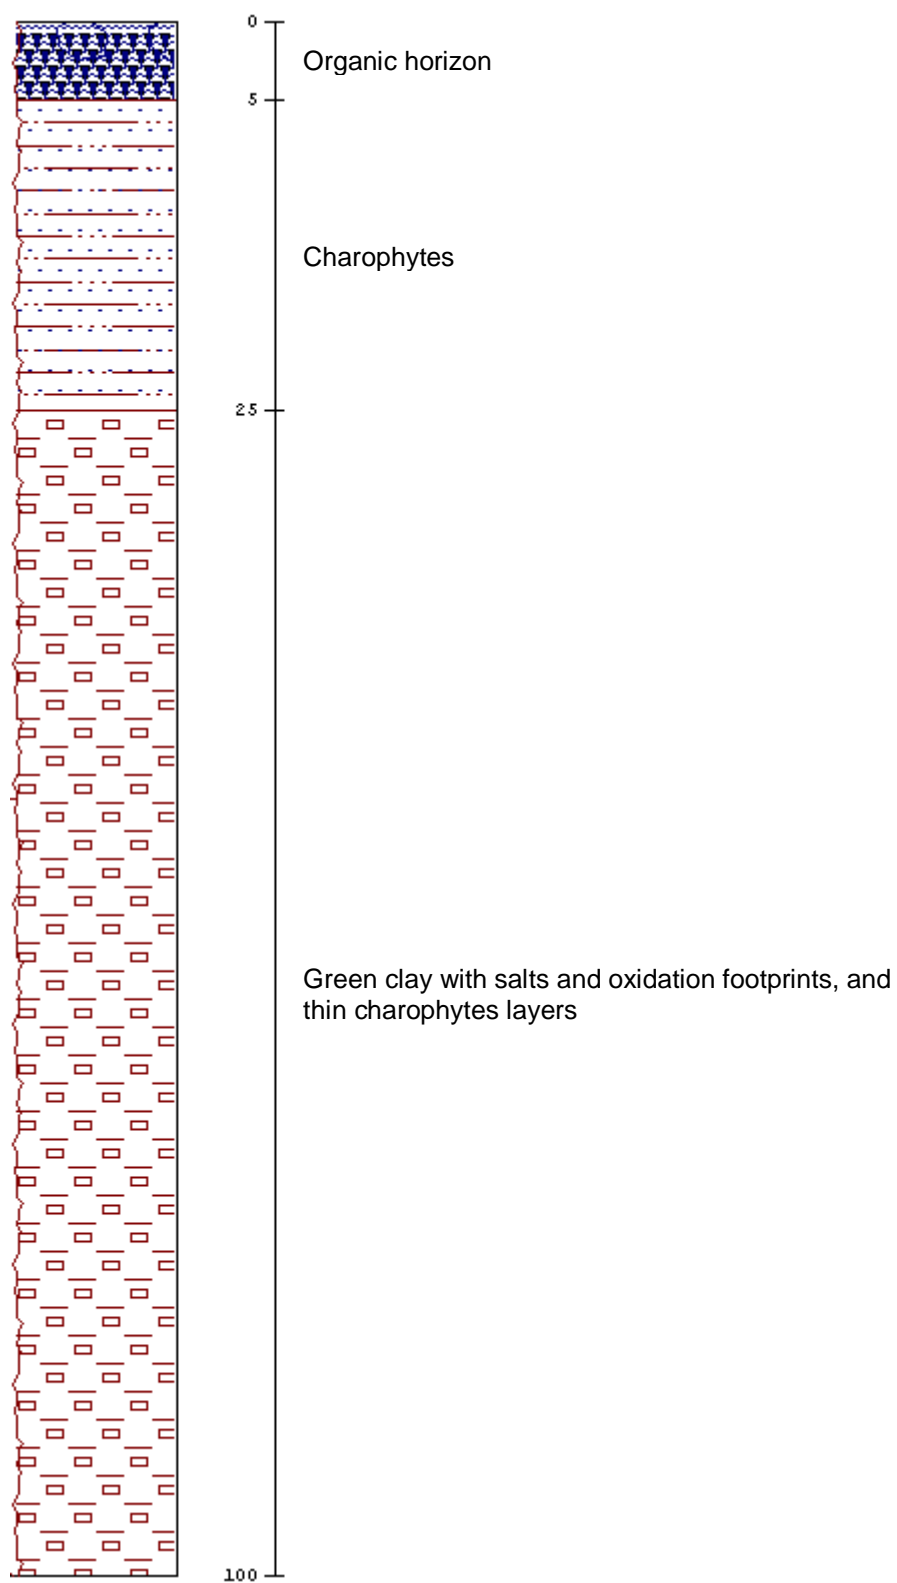 0
Organic horizon
5
Charophytes
25
Green clay with salts and oxidation footprints, and
thin charophytes layers
100